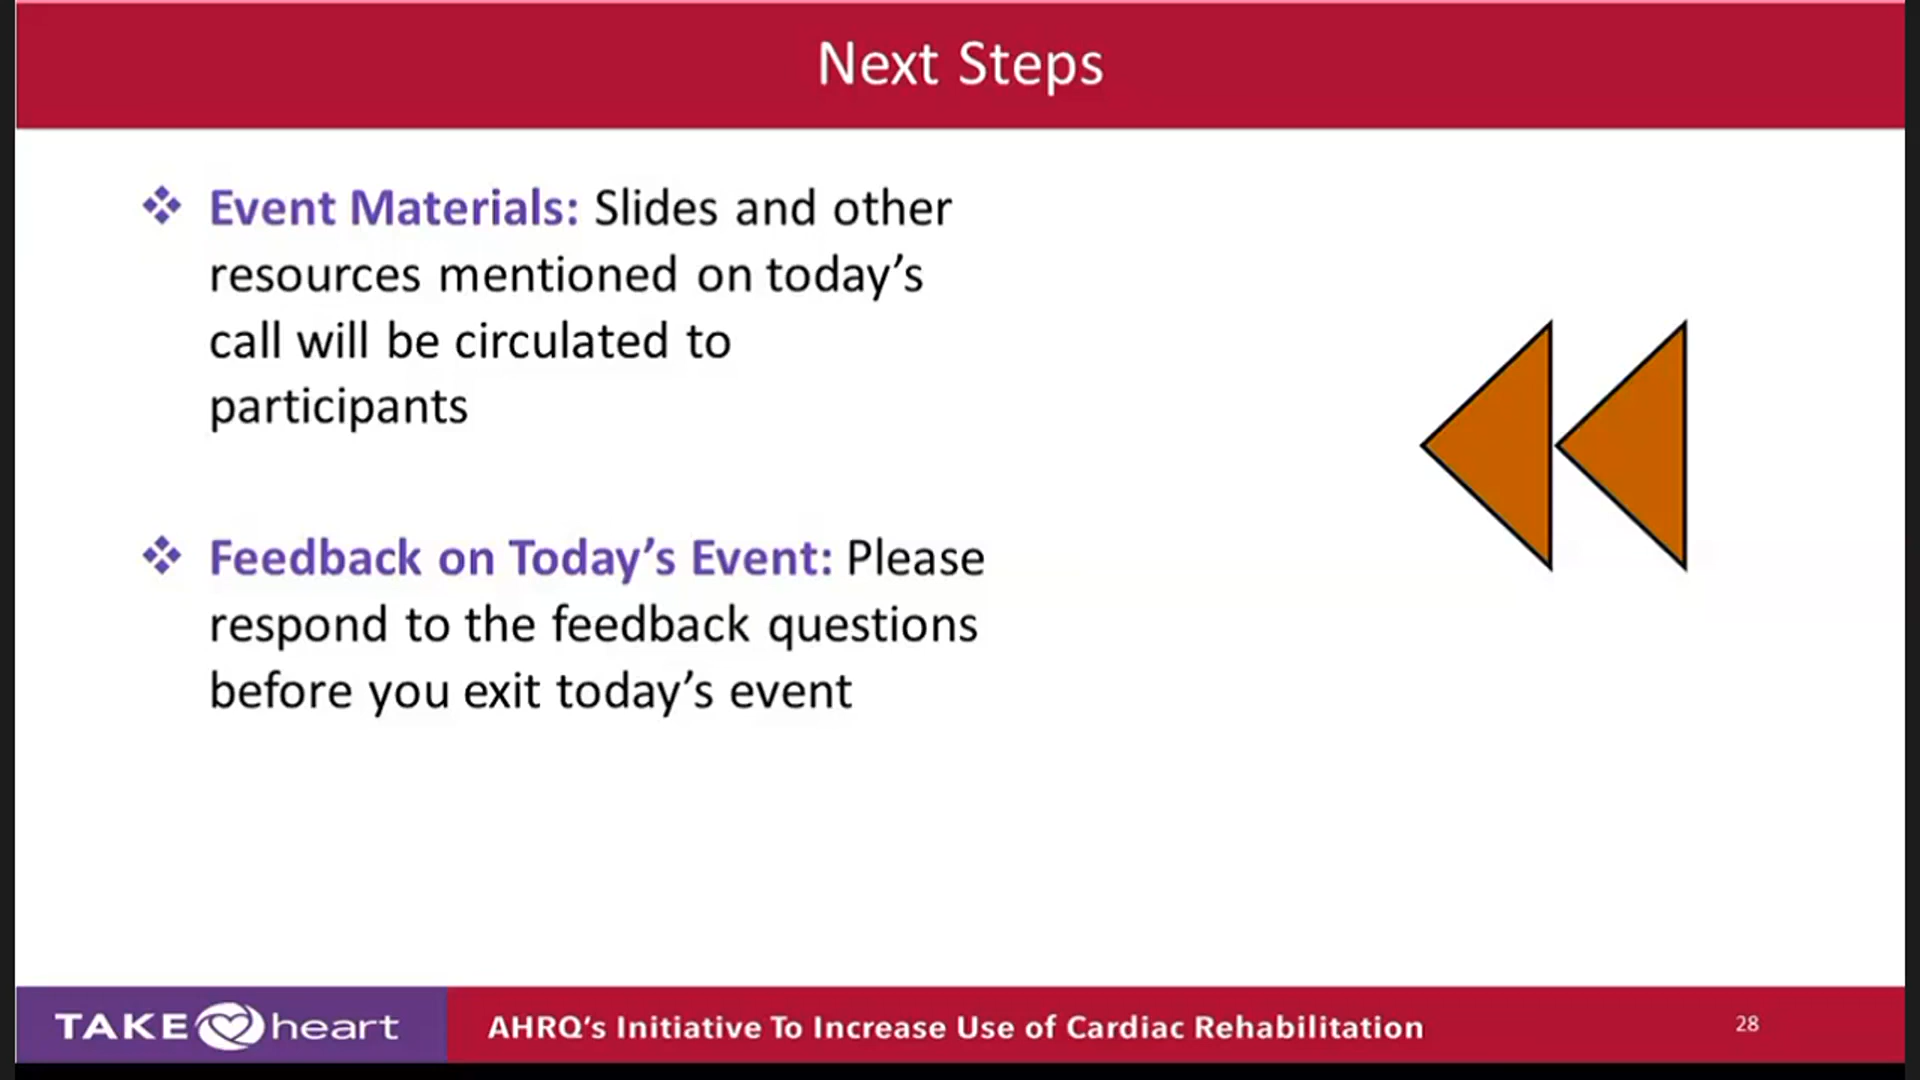 Next Steps
❖ Event Materials: Slides and other
resources mentioned on today’s
call will be circulated to
participants
❖ Feedback on Today’s Event: Please
respond to the feedback questions
before you exit today’s event
TAKE heart
AHRQ’s Initiative To Increase Use of Cardiac Rehabilitation
28